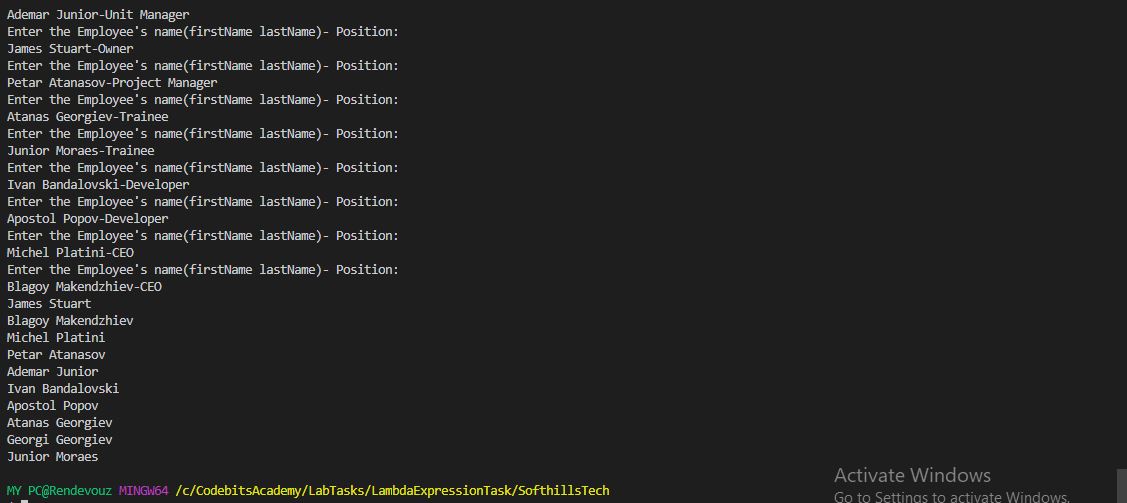 Ademar Junior-Unit Manager
Enter the Employee's name(firstName lastName)- Position:
James Stuart-Owner
Enter the Employee's name(firstName lastName)- Position:
Petar Atanasov-Project Manager
Enter the Employee's name(firstName lastName)- Position:
Atanas Georgiev-Trainee
Enter the Employee's name(firstName lastName)- Position:
Junior Moraes-Trainee
Enter the Employee's name(firstName lastName)- Position:
Ivan Bandalovski-Developer
Enter the Employee's name(firstName lastName)- Position:
Apostol Popov-Developer
Enter the Employee's name(firstName lastName)- Position:
Michel Platini-CEO
Enter the Employee's name(firstName lastName)- Position:
Blagoy Makendzhiev-CEO
James Stuart
Blagoy Makendzhiev
Michel Platini
Petar Atanasov
Ademar Junior
Ivan Bandalovski
Apostol Popov
Atanas Georgiev
Georgi Georgiev
Junior Moraes
MY PC@Rendevouz MINGW64 /c/CodebitsAcademy/LabTasks/LambdaExpressionTask/SofthillsTech
Activate Windows
Go to Settings to activate Windows.